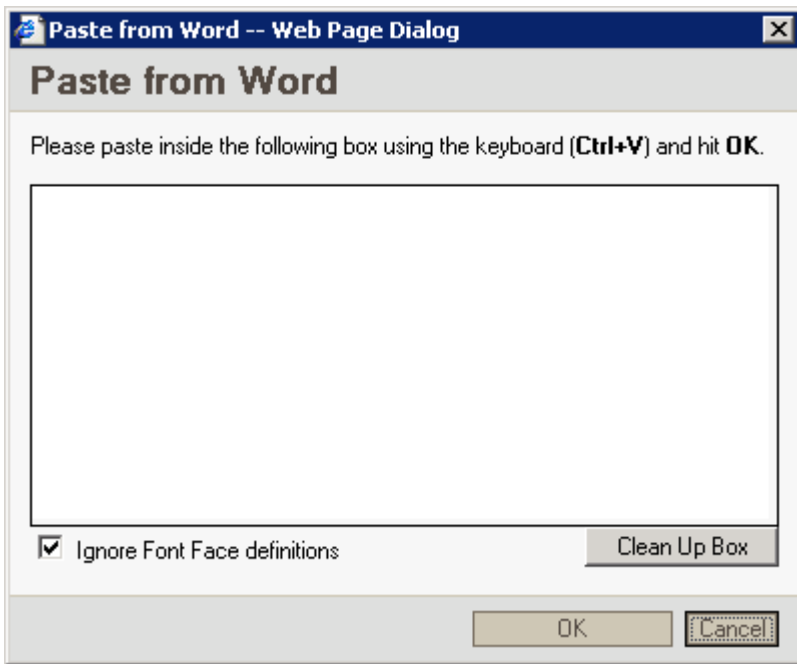 Paste from Word -- Web Page Dialog
Paste from Word
Please paste inside the following box using the keyboard (Ctrl+V) and hit OK.
Ignore Font Face definitions
Clean Up Box
OK
Cancel